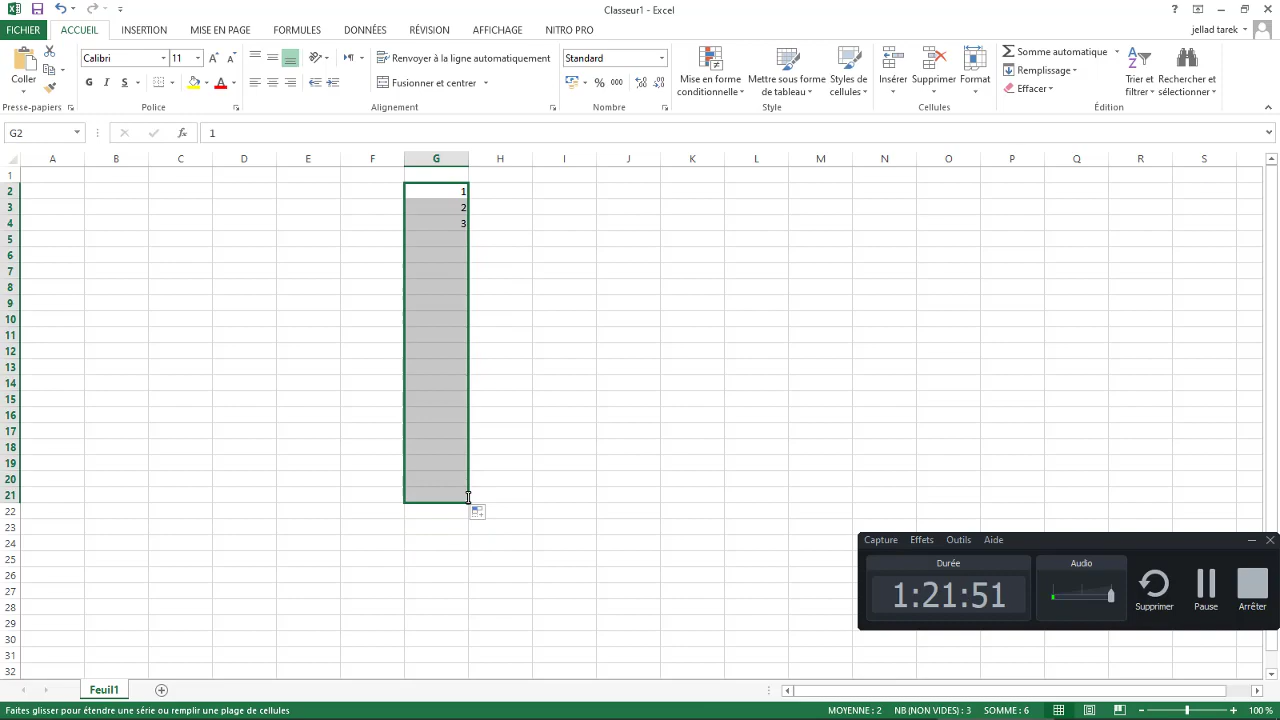 Classeur1 - Excel
FICHIER ACCUEIL INSERTION MISE EN PAGE FORMULES DONNÉES RÉVISION AFFICHAGE NITRO PRO jellad tarek
Calibri 11 Renvoyer à la ligne automatiquement Standard Somme automatique
Remplissage
Coller G I S Fusionner et centrer % 000 Mise en forme conditionnelle Mettre sous forme de tableau Styles de cellules Insérer Supprimer Format Effacer Trier et filtrer Rechercher et sélectionner
Presse-papiers Police Alignement Nombre Style Cellules Édition
G2 fx 1
A B C D E F G H I J K L M N O P Q R S
1
2 1
3 2
4 3
5
6
7
8
9
10
11
12
13
14
15
16
17
18
19
20
21
22
23
24
25
26
27
28
29
30
31
32
Capture Effets Outils Aide
Durée Audio
1:21:51
Supprimer Pause Arrêter
Feuil1
Faites glisser pour étendre une série ou remplir une plage de cellules MOYENNE : 2 NB (NON VIDES) : 3 SOMME : 6 100 %